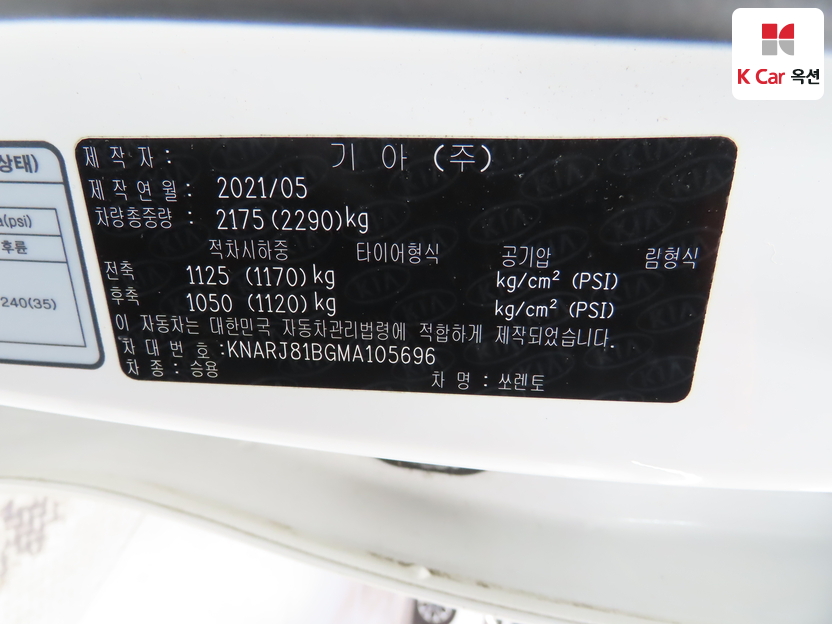 K Car 옥션
상태)
a(psi)
후륜
240(35)
제 작 자 : 기 아 (주)
제 작 연 월 : 2021/05
차량총중량 : 2175(2290)kg
적차시하중 타이어형식 공기압 림형식
전축 1125 (1170)kg kg/cm² (PSI)
후축 1050 (1120)kg kg/cm² (PSI)
이 자동차는 대한민국 자동차관리법령에 적합하게 제작되었습니다.
차 대 번 호 :KNARJ81BGMA105696
차 종 : 승용 차 명 : 쏘렌토
KIA